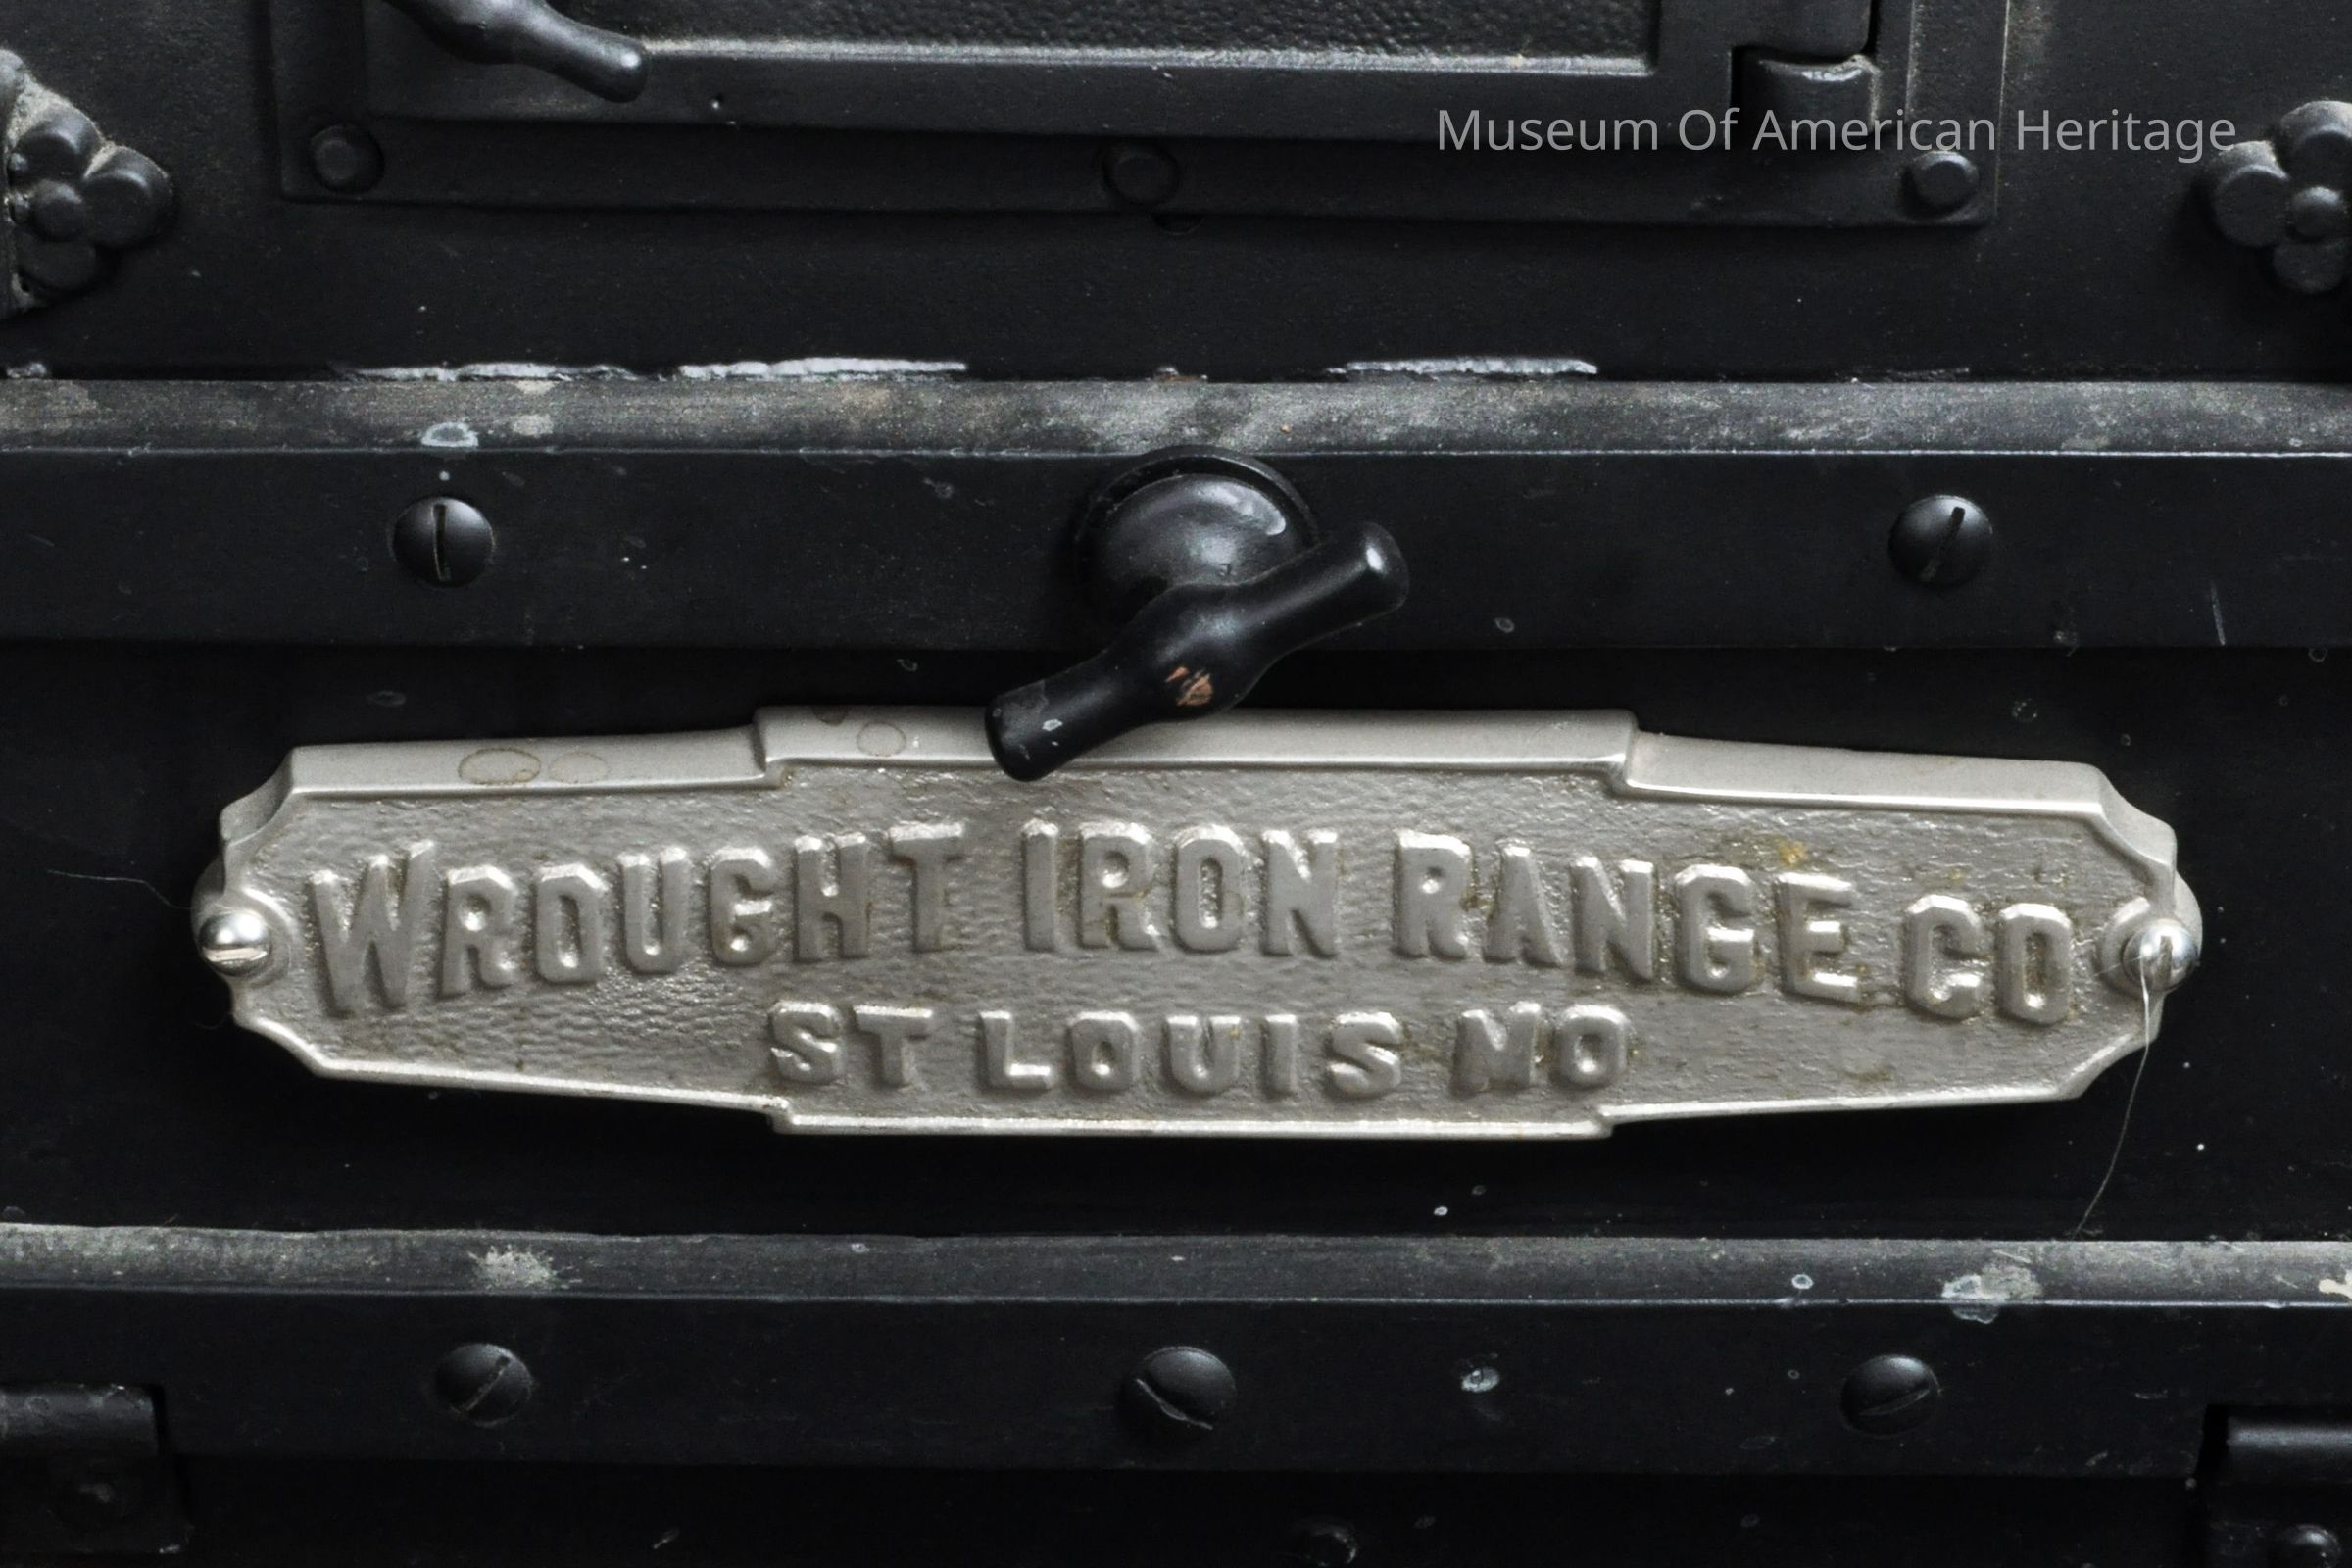 Museum Of American Heritage
WROUGHT IRON RANGE CO
ST LOUIS MO